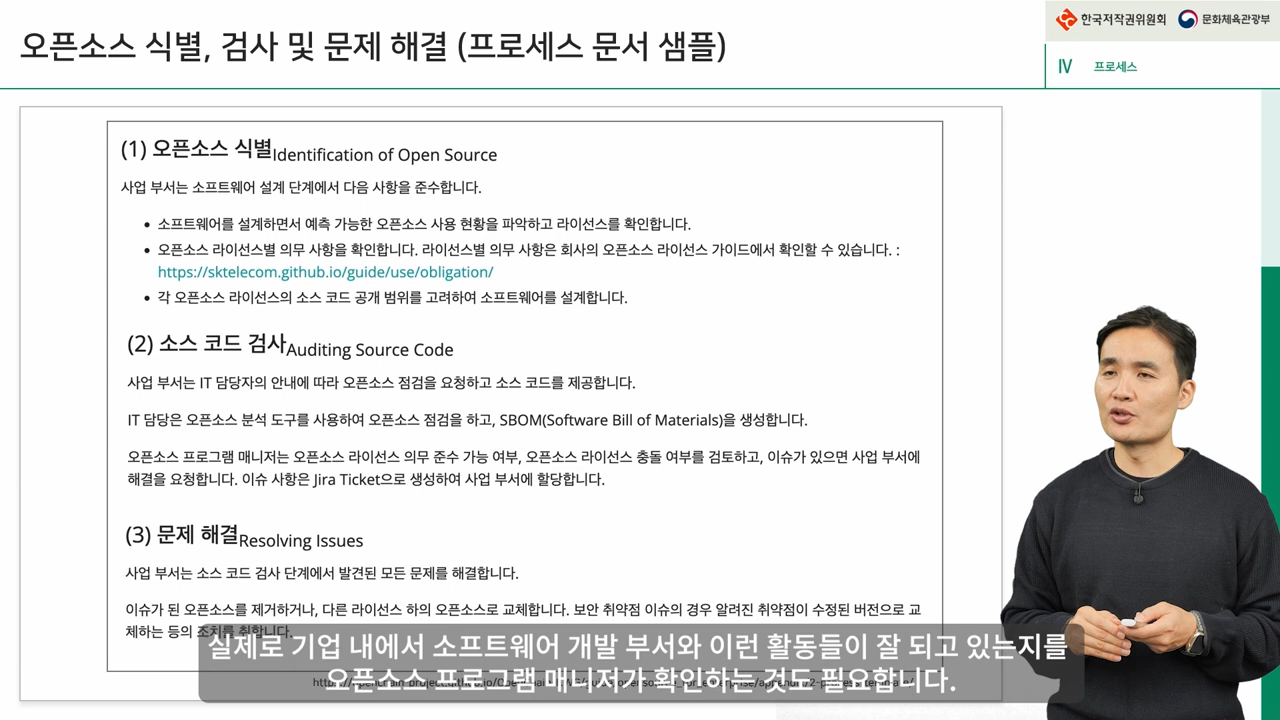 오픈소스 식별, 검사 및 문제 해결 (프로세스 문서 샘플)
한국저작권위원회
문화체육관광부
IV 프로세스
(1) 오픈소스 식별Identification of Open Source
사업 부서는 소프트웨어 설계 단계에서 다음 사항을 준수합니다.
• 소프트웨어를 설계하면서 예측 가능한 오픈소스 사용 현황을 파악하고 라이선스를 확인합니다.
• 오픈소스 라이선스별 의무 사항을 확인합니다. 라이선스별 의무 사항은 회사의 오픈소스 라이선스 가이드에서 확인할 수 있습니다. :
https://sktelecom.github.io/guide/use/obligation/
• 각 오픈소스 라이선스의 소스 코드 공개 범위를 고려하여 소프트웨어를 설계합니다.
(2) 소스 코드 검사Auditing Source Code
사업 부서는 IT 담당자의 안내에 따라 오픈소스 점검을 요청하고 소스 코드를 제공합니다.
IT 담당은 오픈소스 분석 도구를 사용하여 오픈소스 점검을 하고, SBOM(Software Bill of Materials)을 생성합니다.
오픈소스 프로그램 매니저는 오픈소스 라이선스 의무 준수 가능 여부, 오픈소스 라이선스 충돌 여부를 검토하고, 이슈가 있으면 사업 부서에
해결을 요청합니다. 이슈 사항은 Jira Ticket으로 생성하여 사업 부서에 할당합니다.
(3) 문제 해결Resolving Issues
사업 부서는 소스 코드 검사 단계에서 발견된 모든 문제를 해결합니다.
이슈가 된 오픈소스를 제거하거나, 다른 라이선스 하의 오픈소스로 교체합니다. 보안 취약점 이슈의 경우 알려진 취약점이 수정된 버전으로 교
체하는 등의 조치를 취합니다.
실제로 기업 내에서 소프트웨어 개발 부서와 이런 활동들이 잘 되고 있는지를
오픈소스 프로그램 매니저가 확인하는 것도 필요합니다.